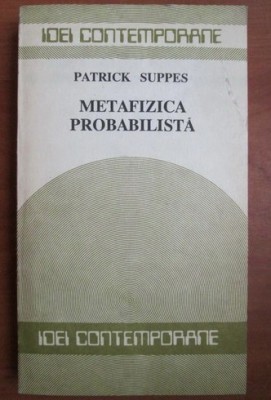 IDEI CONTEMPORANE
PATRICK SUPPES
METAFIZICA
PROBABILISTĂ
IDEI CONTEMPORANE